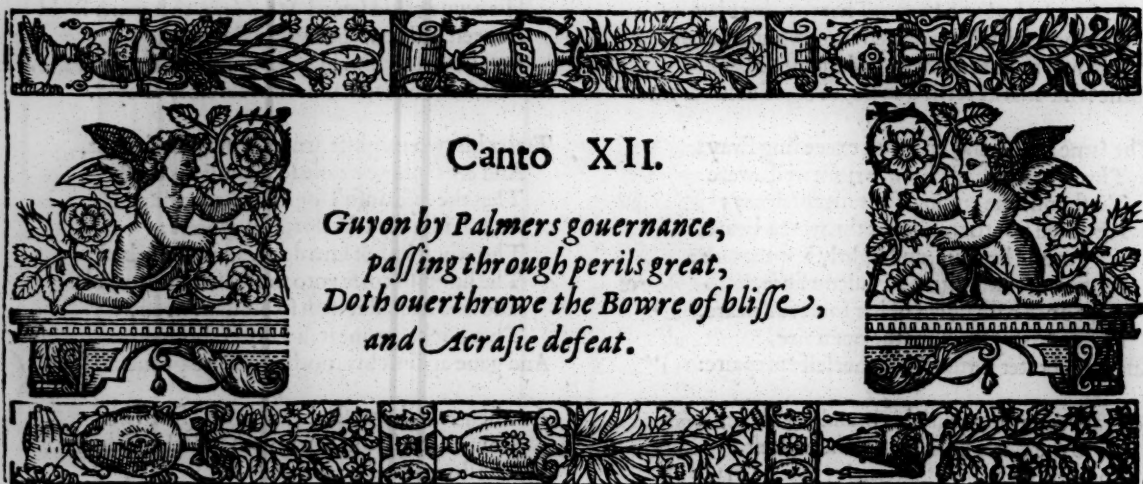 Canto XII.
Guyon by Palmers gouernance,
paſſing through perils great,
Doth ouerthrowe the Bowre of bliſſe,
and Acraſie defeat.